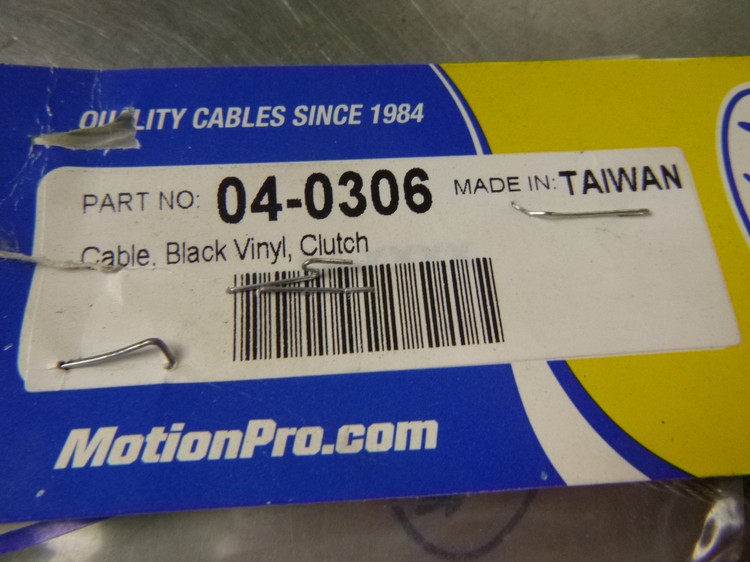 QUALITY CABLES SINCE 1984
PART NO: 04-0306 MADE IN: TAIWAN
Cable, Black Vinyl, Clutch
MotionPro.com